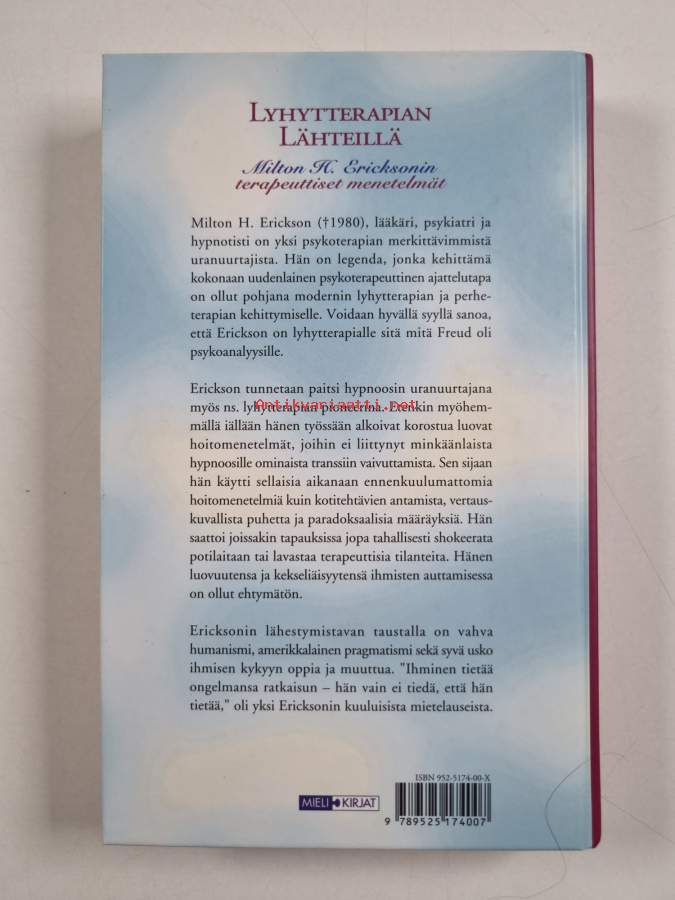 LYHYTTERAPIAN
LÄHTEILLÄ
Milton H. Ericksonin
terapeuttiset menetelmät
Milton H. Erickson (†1980), lääkäri, psykiatri ja
hypnotisti on yksi psykoterapian merkittävimmistä
uranuurtajista. Hän on legenda, jonka kehittämä
kokonaan uudenlainen psykoterapeuttinen ajattelutapa
on ollut pohjana modernin lyhytterapian ja perhe-
terapian kehittymiselle. Voidaan hyvällä syyllä sanoa,
että Erickson on lyhytterapialle sitä mitä Freud oli
psykoanalyysille.
Erickson tunnetaan paitsi hypnoosin uranuurtajana
myös ns. lyhytterapian pioneerina. Etenkin myöhem-
Antikvariaatti.net
mällä iällään hänen työssään alkoivat korostua luovat
hoitomenetelmät, joihin ei liittynyt minkäänlaista
hypnoosille ominaista transsiin vaivuttamista. Sen sijaan
hän käytti sellaisia aikanaan ennenkuulumattomia
hoitomenetelmiä kuin kotitehtävien antamista, vertaus-
kuvallista puhetta ja paradoksaalisia määräyksiä. Hän
saattoi joissakin tapauksissa jopa tahallisesti shokeerata
potilaitaan tai lavastaa terapeuttisia tilanteita. Hänen
luovuutensa ja kekseliäisyytensä ihmisten auttamisessa
on ollut ehtymätön.
Ericksonin lähestymistavan taustalla on vahva
humanismi, amerikkalainen pragmatismi sekä syvä usko
ihmisen kykyyn oppia ja muuttua. "Ihminen tietää
ongelmansa ratkaisun – hän vain ei tiedä, että hän
tietää," oli yksi Ericksonin kuuluisista mietelauseista.
ISBN 952-5174-00-X
MIELI KIRJAT
9 789525 174007